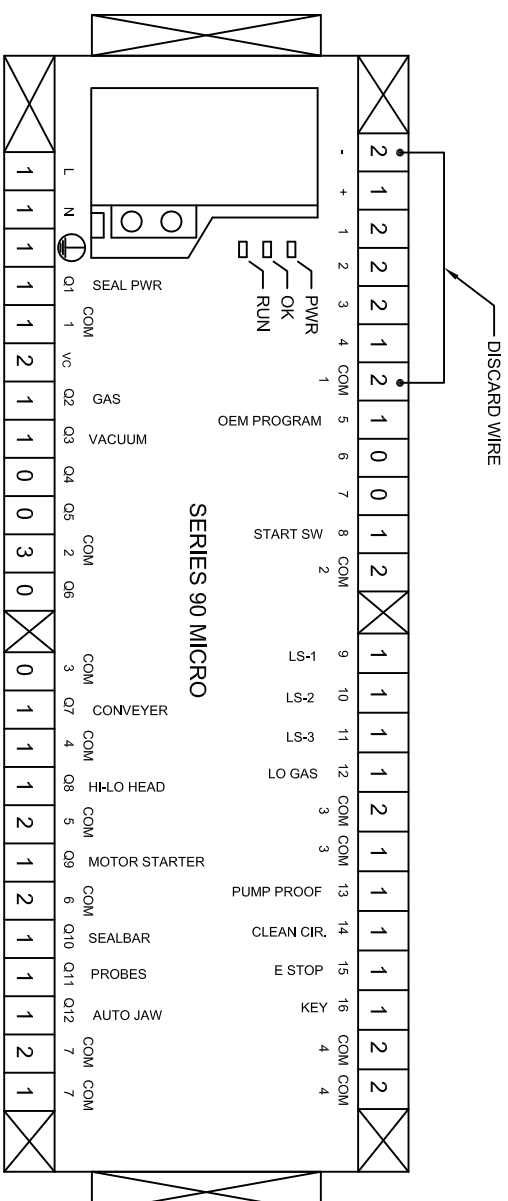 DISCARD WIRE
2 1 2 2 2 1 2 1 0 0 1 2 1 1 1 1 2 1 1 1 1 1 2 2
- + 1 2 3 4 COM 1 5 6 7 8 COM 2 9 10 11 12 COM 3 COM 3 13 14 15 16 COM 4 COM 4
OEM PROGRAM
START SW
LS-1
LS-2
LS-3
LO GAS
PUMP PROOF
CLEAN CIR.
E STOP
KEY
PWR
OK
RUN
SERIES 90 MICRO
SEAL PWR
GAS
VACUUM
CONVEYER
HI-LO HEAD
MOTOR STARTER
SEALBAR
PROBES
AUTO JAW
L N Q1 COM 1 VC Q2 Q3 Q4 Q5 COM 2 Q6 COM 3 Q7 COM 4 Q8 COM 5 Q9 COM 6 Q10 Q11 Q12 COM 7 COM 7
1 1 1 1 1 2 1 1 0 0 3 0 0 1 1 1 2 1 2 1 1 1 2 1